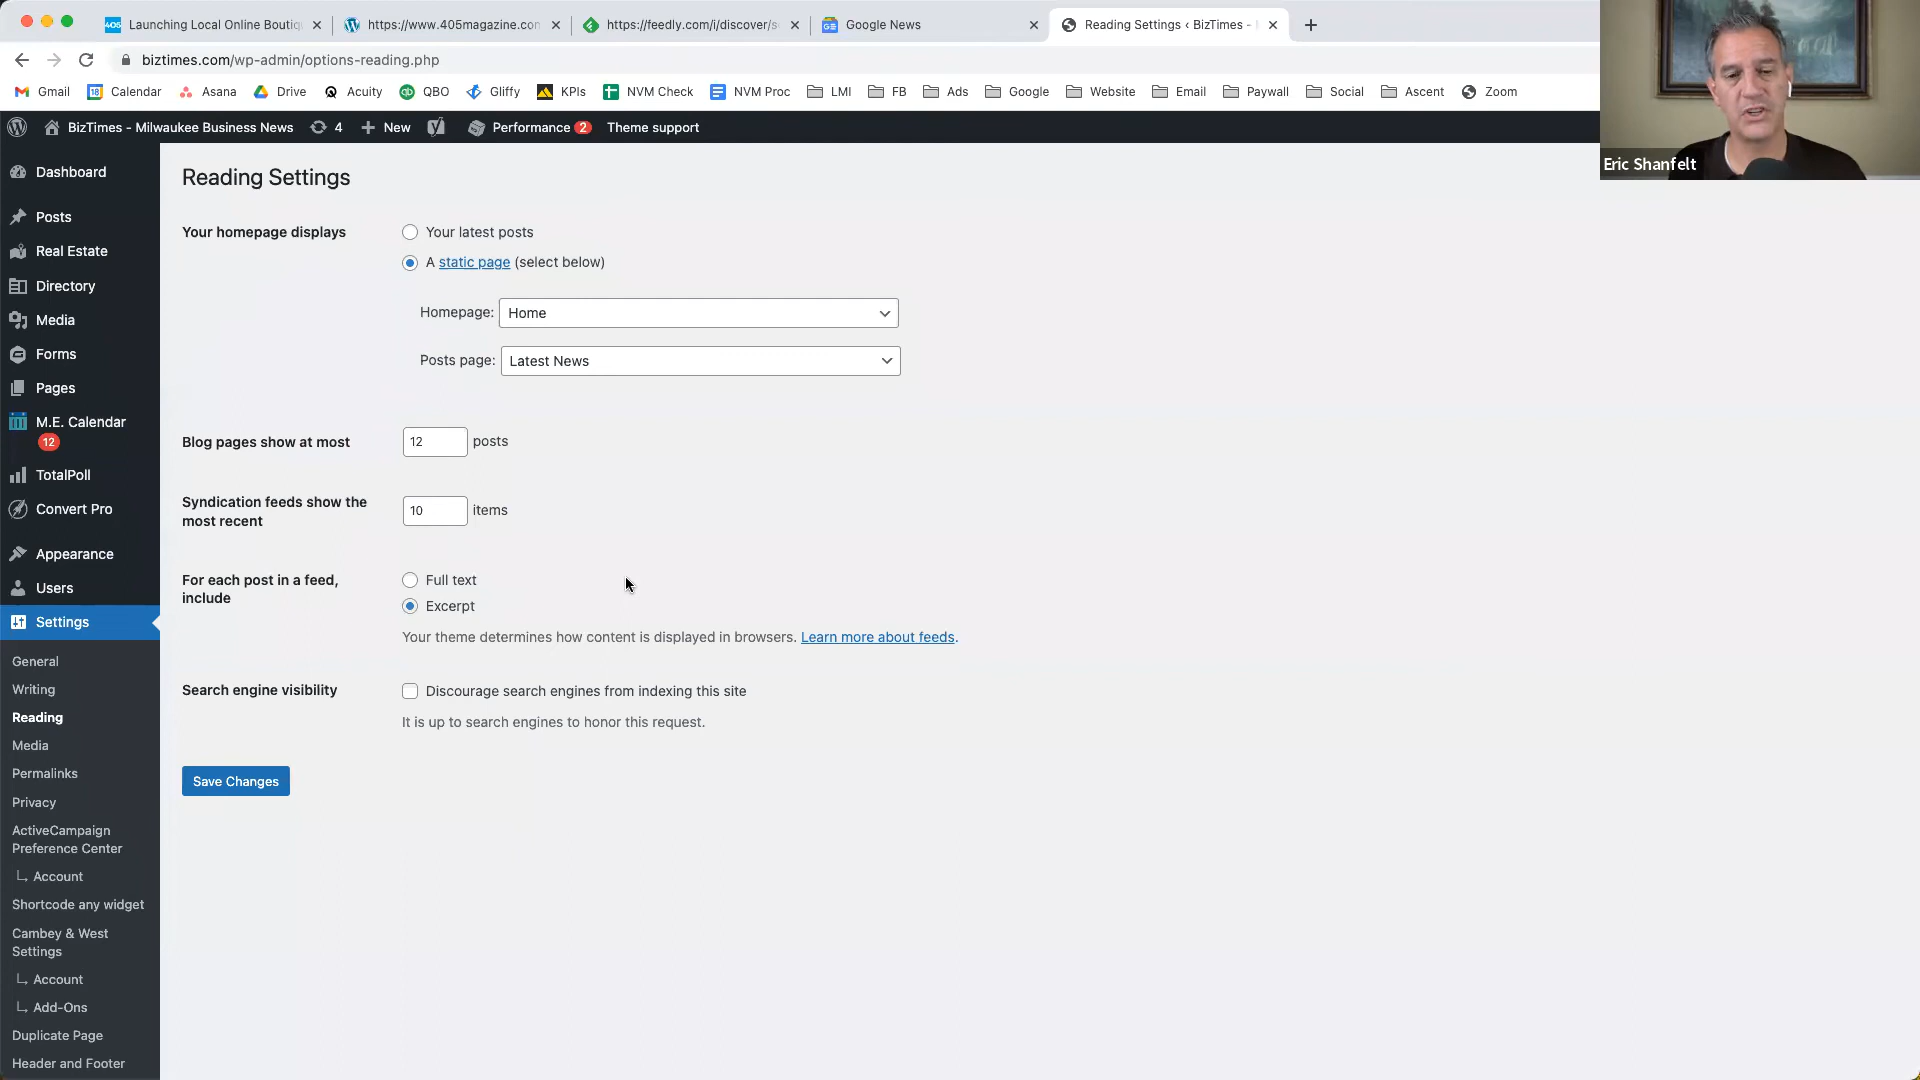 Launching Local Online Boutiq
https://www.405magazine.con
https://feedly.com/i/discover/s
Google News
Reading Settings ‹ BizTimes -
biztimes.com/wp-admin/options-reading.php
Gmail
Calendar
Asana
Drive
Acuity
QBO
Gliffy
KPIs
NVM Check
NVM Proc
LMI
FB
Ads
Google
Website
Email
Paywall
Social
Ascent
Zoom
BizTimes - Milwaukee Business News
4
New
Performance 2
Theme support
Eric Shanfelt
Dashboard
Posts
Real Estate
Directory
Media
Forms
Pages
M.E. Calendar
12
TotalPoll
Convert Pro
Appearance
Users
Settings
General
Writing
Reading
Media
Permalinks
Privacy
ActiveCampaign
Preference Center
Account
Shortcode any widget
Cambey & West
Settings
Account
Add-Ons
Duplicate Page
Header and Footer
Reading Settings
Your homepage displays
Your latest posts
A static page (select below)
Homepage: Home
Posts page: Latest News
Blog pages show at most
12 posts
Syndication feeds show the
most recent
10 items
For each post in a feed,
include
Full text
Excerpt
Your theme determines how content is displayed in browsers. Learn more about feeds.
Search engine visibility
Discourage search engines from indexing this site
It is up to search engines to honor this request.
Save Changes